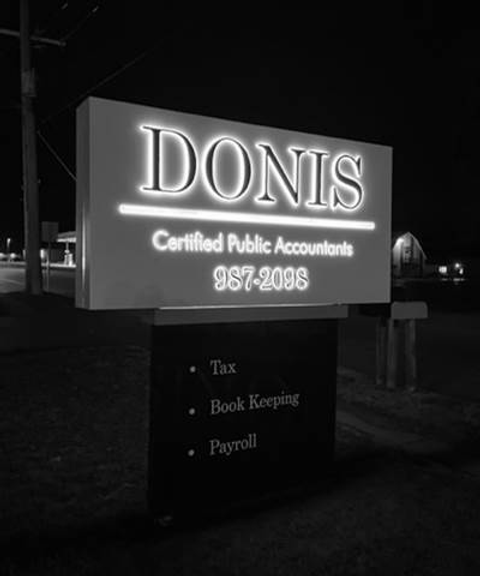 DONIS
Certified Public Accountants
987-2098
• Tax
• Book Keeping
• Payroll